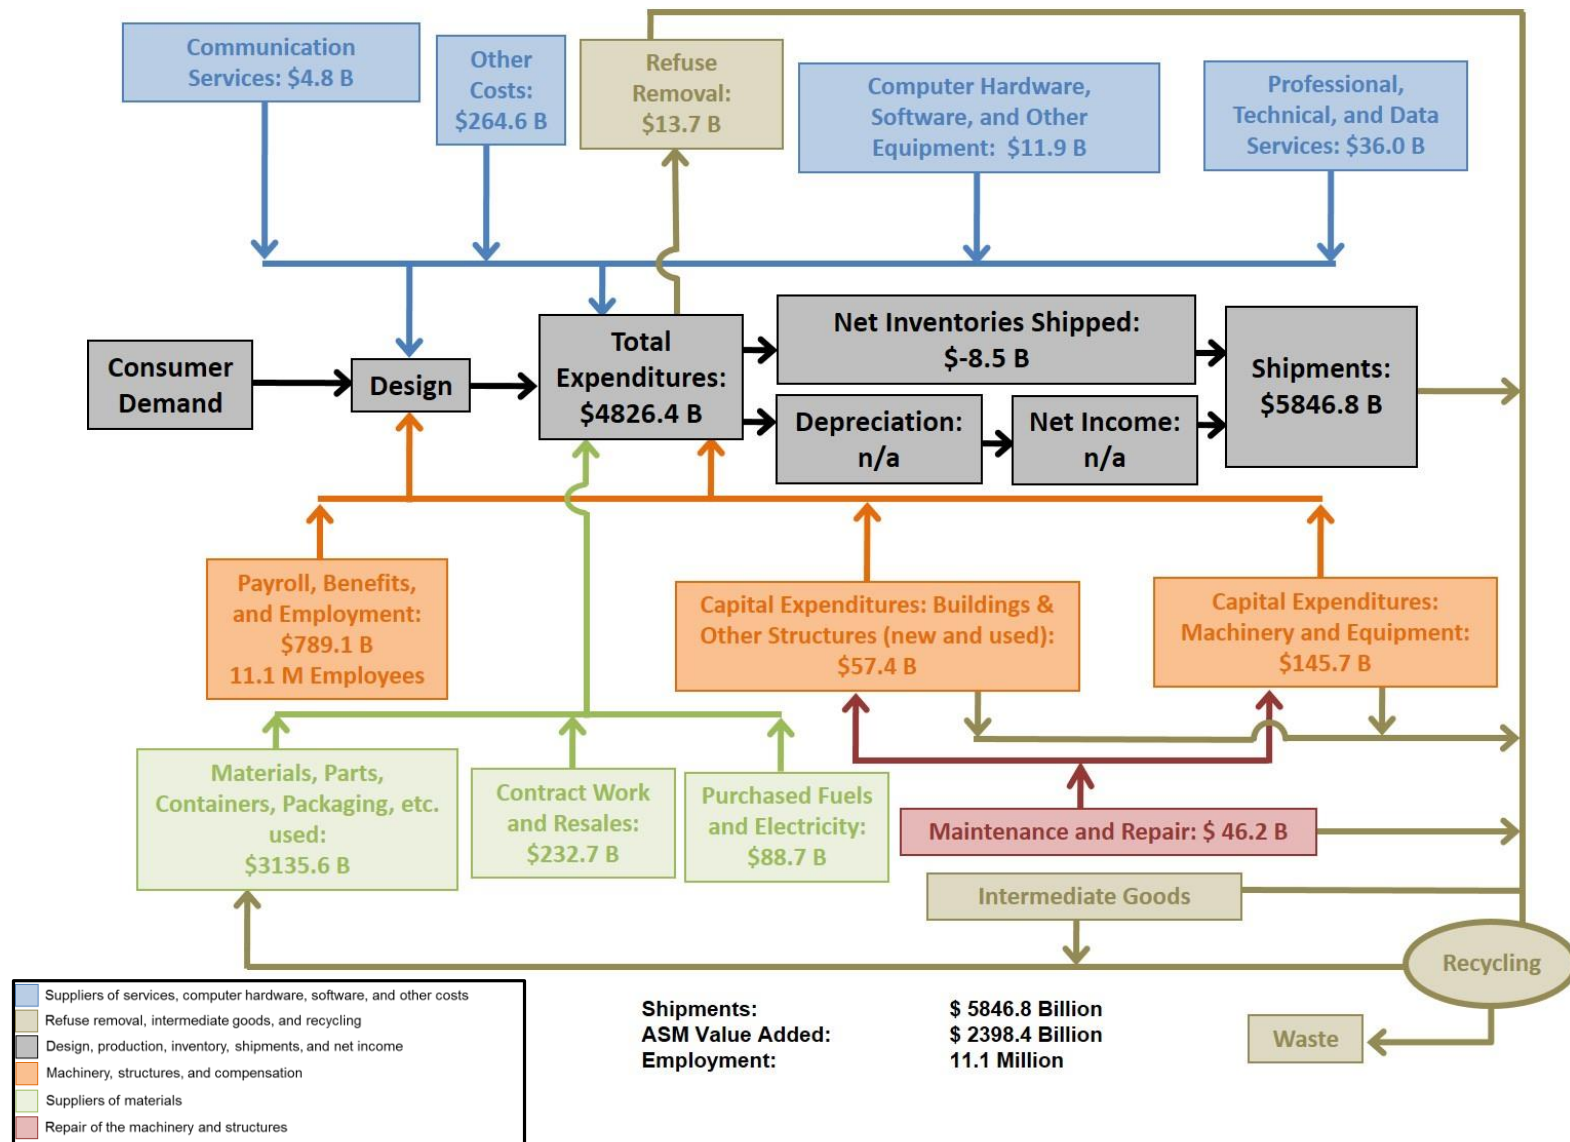 Communication
Services: $4.8 B
Other
Costs:
$264.6 B
Refuse
Removal:
$13.7 B
Computer Hardware,
Software, and Other
Equipment: $11.9 B
Professional,
Technical, and Data
Services: $36.0 B
Consumer
Demand
Design
Total
Expenditures:
$4826.4 B
Net Inventories Shipped:
$-8.5 B
Depreciation:
n/a
Net Income:
n/a
Shipments:
$5846.8 B
Payroll, Benefits,
and Employment:
$789.1 B
11.1 M Employees
Capital Expenditures: Buildings &
Other Structures (new and used):
$57.4 B
Capital Expenditures:
Machinery and Equipment:
$145.7 B
Materials, Parts,
Containers, Packaging, etc.
used:
$3135.6 B
Contract Work
and Resales:
$232.7 B
Purchased Fuels
and Electricity:
$88.7 B
Maintenance and Repair: $ 46.2 B
Intermediate Goods
Recycling
Waste
Suppliers of services, computer hardware, software, and other costs
Refuse removal, intermediate goods, and recycling
Design, production, inventory, shipments, and net income
Machinery, structures, and compensation
Suppliers of materials
Repair of the machinery and structures
Shipments: $ 5846.8 Billion
ASM Value Added: $ 2398.4 Billion
Employment: 11.1 Million